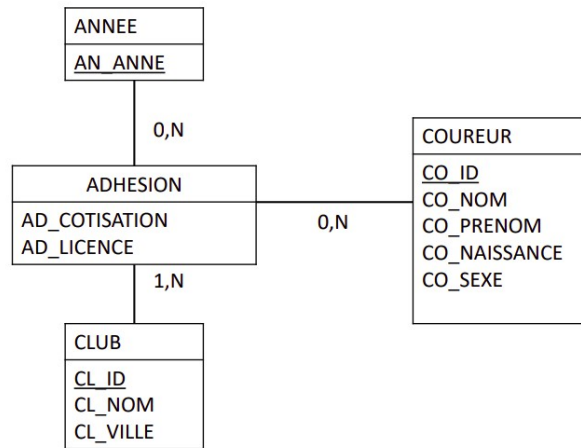 ANNEE
AN_ANNE
0,N
ADHESION
AD_COTISATION
AD_LICENCE
0,N
COUREUR
CO_ID
CO_NOM
CO_PRENOM
CO_NAISSANCE
CO_SEXE
1,N
CLUB
CL_ID
CL_NOM
CL_VILLE